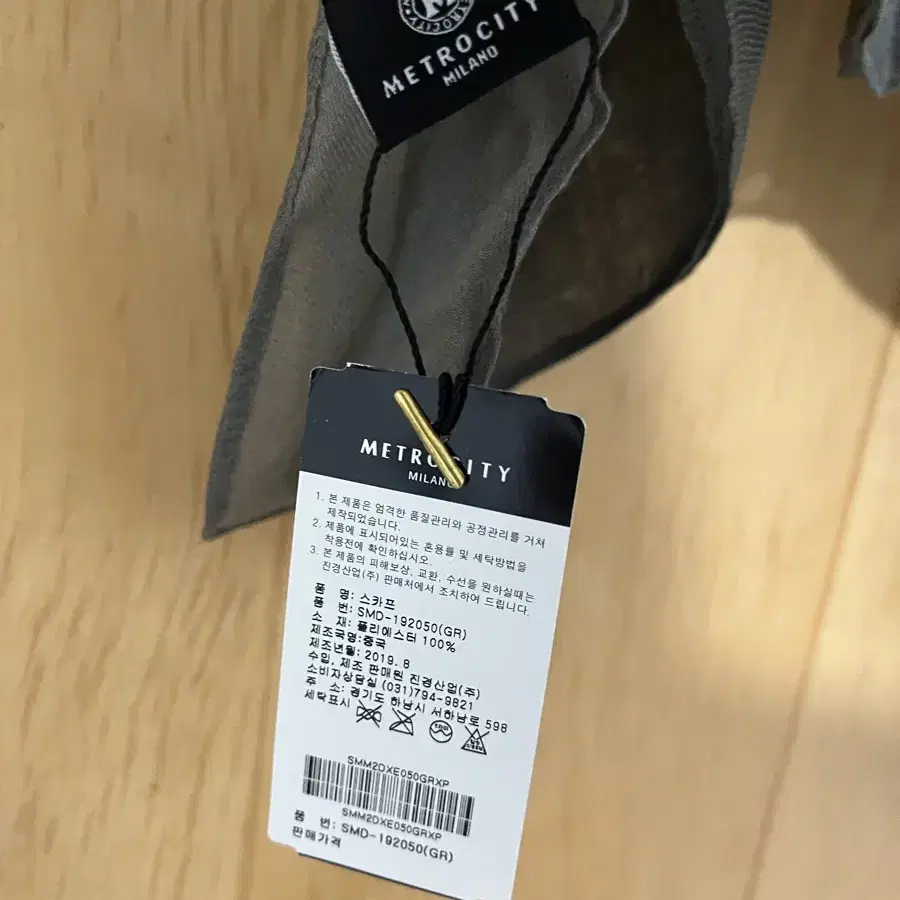 METROCITY
MILANO
METROCITY
MILANO
1. 본 제품은 엄격한 품질관리와 공정관리를 거쳐
제작되었습니다.
2. 제품에 표시되어있는 혼용률 및 세탁방법을
착용전에 확인하십시오.
3. 본 제품의 피해보상, 교환, 수선을 원하실때는
진경산업(주) 판매처에서 조치하여 드립니다.
품 명: 스카프
품 번: SMD-192050(GR)
소 재: 폴리에스터 100%
제조국명:중국
제조년월: 2019. 8
수입, 제조 판매원 진경산업(주)
소비자상담실 (031)794-9821
주 소: 경기도 하남시 서하남로 598
세탁표시
SMM2DXE050GRXP
SMM2DXE050GRXP
품 번: SMD-192050(GR)
판매가격